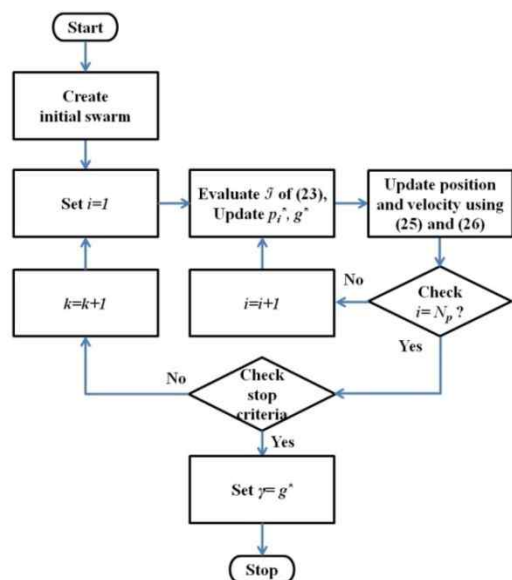 Start
Create
initial swarm
Set i=1
Evaluate ℐ of (23),
Update pᵢ*, g*
Update position
and velocity using
(25) and (26)
k=k+1
i=i+1
No
Check
i= Nₚ ?
Yes
No
Check
stop
criteria
Yes
Set γ= g*
Stop